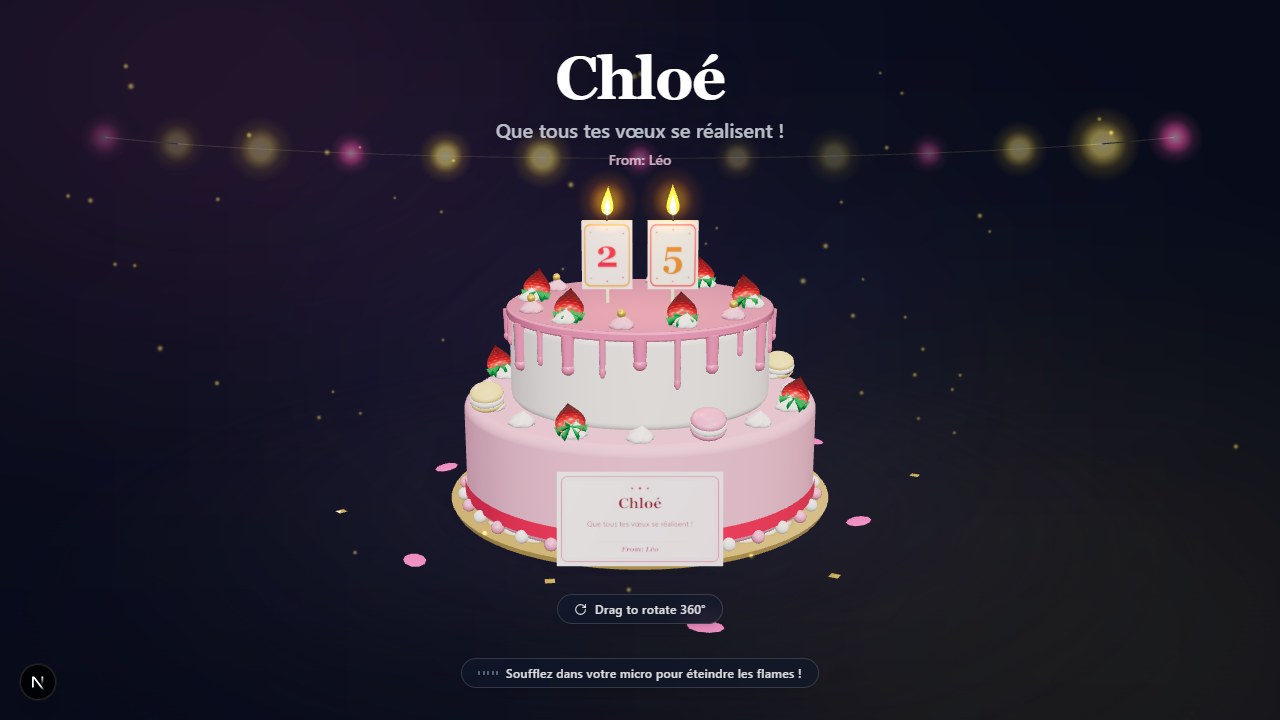 Chloé
Que tous tes vœux se réalisent !
From: Léo
2 5
Chloé
Que tous tes vœux se réalisent !
From: Léo
Drag to rotate 360°
Soufflez dans votre micro pour éteindre les flames !
N